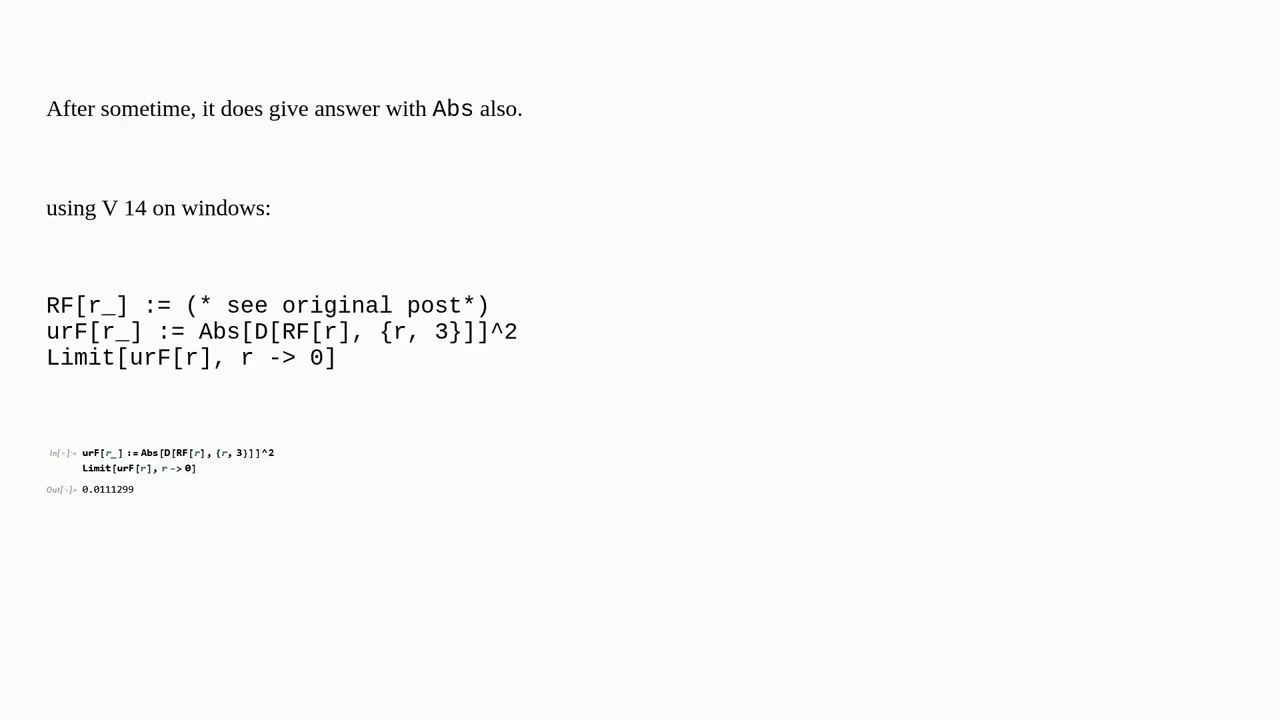 After sometime, it does give answer with Abs also.
using V 14 on windows:
RF[r_] := (* see original post*)
urF[r_] := Abs[D[RF[r], {r, 3}]]^2
Limit[urF[r], r -> 0]
In[◦]:= urF[r_] := Abs[D[RF[r], {r, 3}]]^2
Limit[urF[r], r -> 0]
Out[◦]= 0.0111299